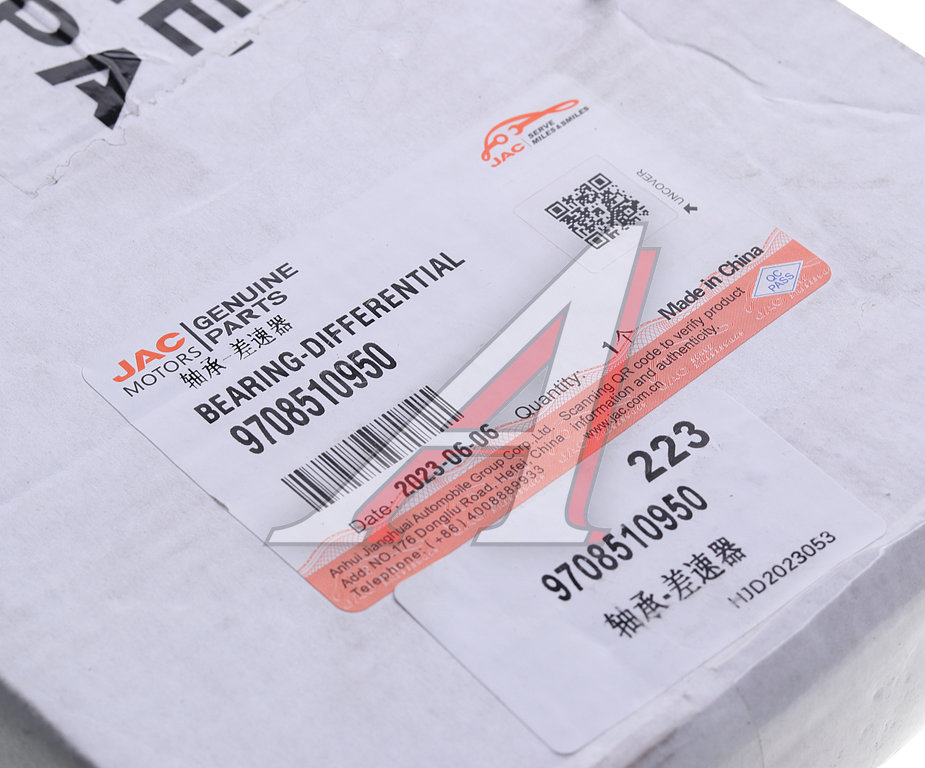 JAC
SERVE
MILES&SMILES
UNCOVER
JAC
MOTORS
GENUINE
PARTS
轴承-差速器
BEARING-DIFFERENTIAL
9708510950
Date: 2023-06-06
Quantity: 1个
Made in China
QC
PASS
Anhui Jianghuai Automobile Group Corp.,Ltd.
Add: NO.176 Dongliu Road, Hefei, China
Telephone: (+86) 4008889933
Scanning QR code to verify product
information and authenticity.
www.jac.com.cn
223
9708510950
轴承-差速器
HJD2023053